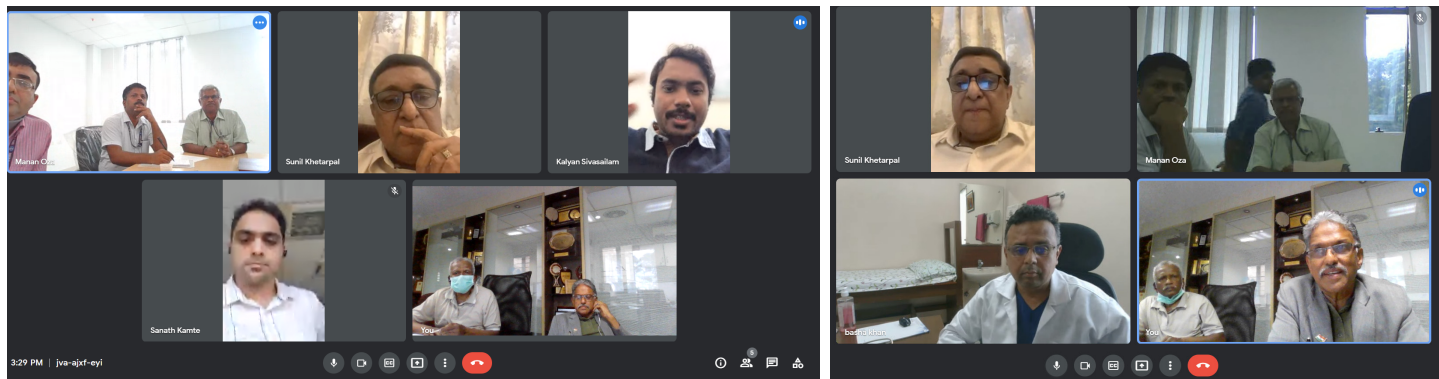 Manan Oza
Sunil Khetarpal
Kalyan Sivasailam
Sanath Kamte
You
3:29 PM | jva-ajxf-eyi
5
Sunil Khetarpal
Manan Oza
basha khan
You